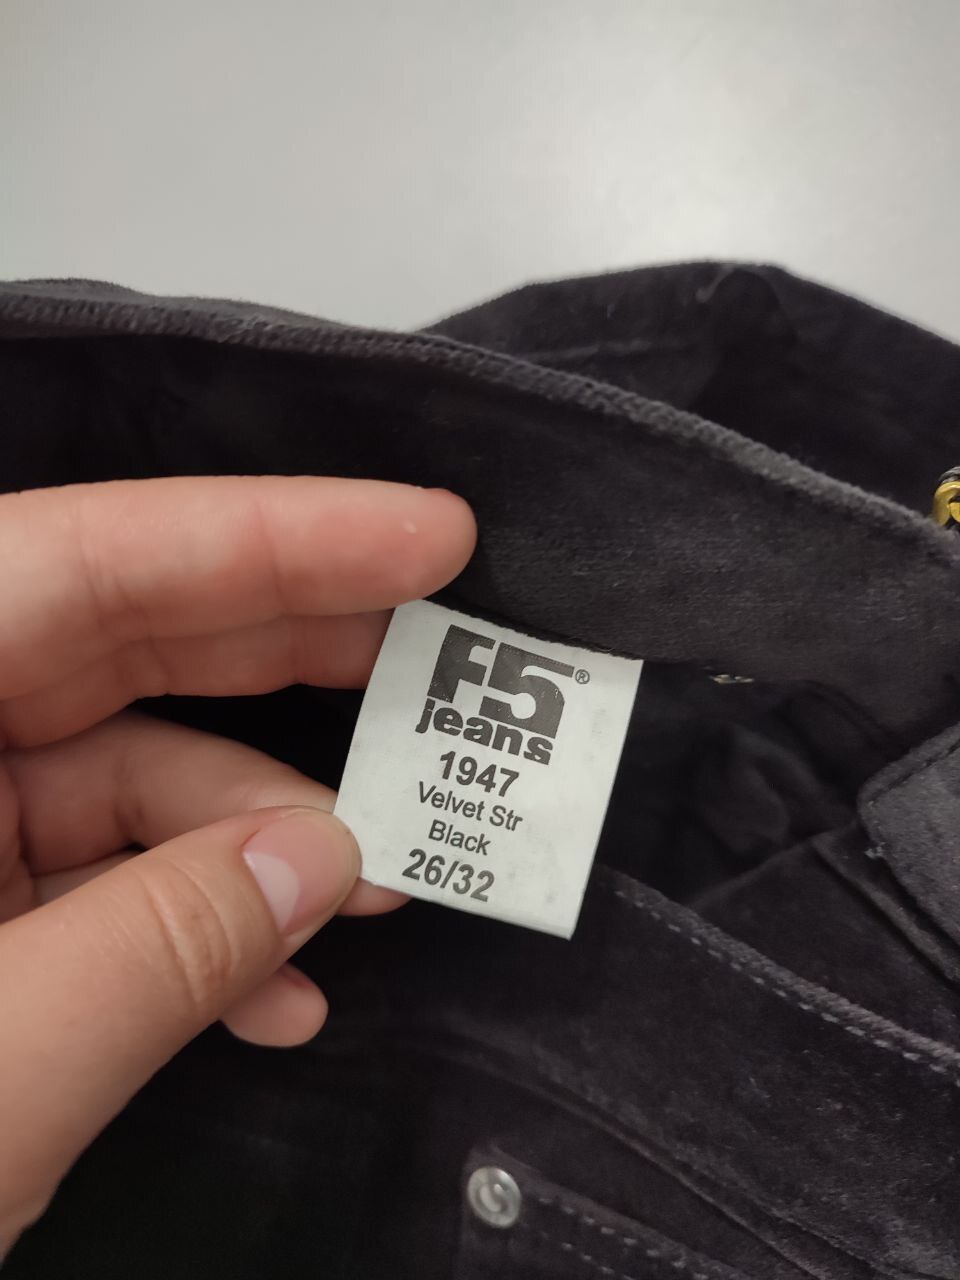 F5®
jeans
1947
Velvet Str
Black
26/32